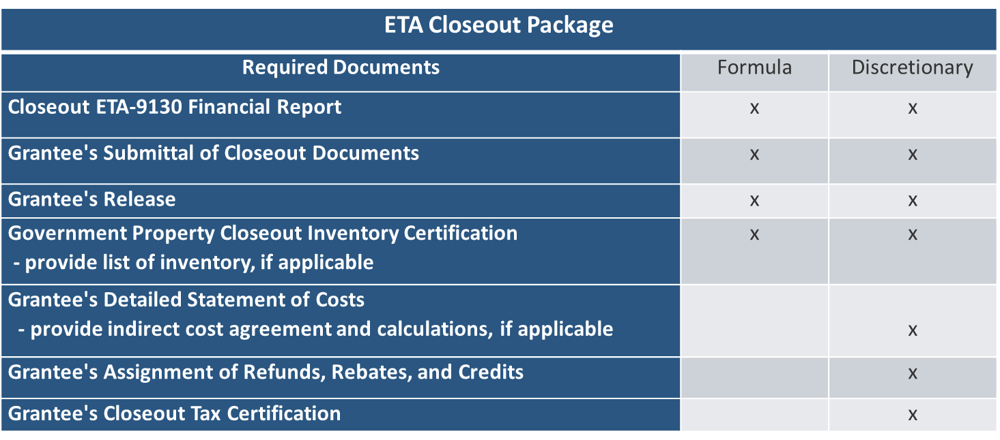 ETA Closeout Package
Required Documents Formula Discretionary
Closeout ETA-9130 Financial Report x x
Grantee's Submittal of Closeout Documents x x
Grantee's Release x x
Government Property Closeout Inventory Certification x x
- provide list of inventory, if applicable
Grantee's Detailed Statement of Costs
- provide indirect cost agreement and calculations, if applicable x
Grantee's Assignment of Refunds, Rebates, and Credits x
Grantee's Closeout Tax Certification x